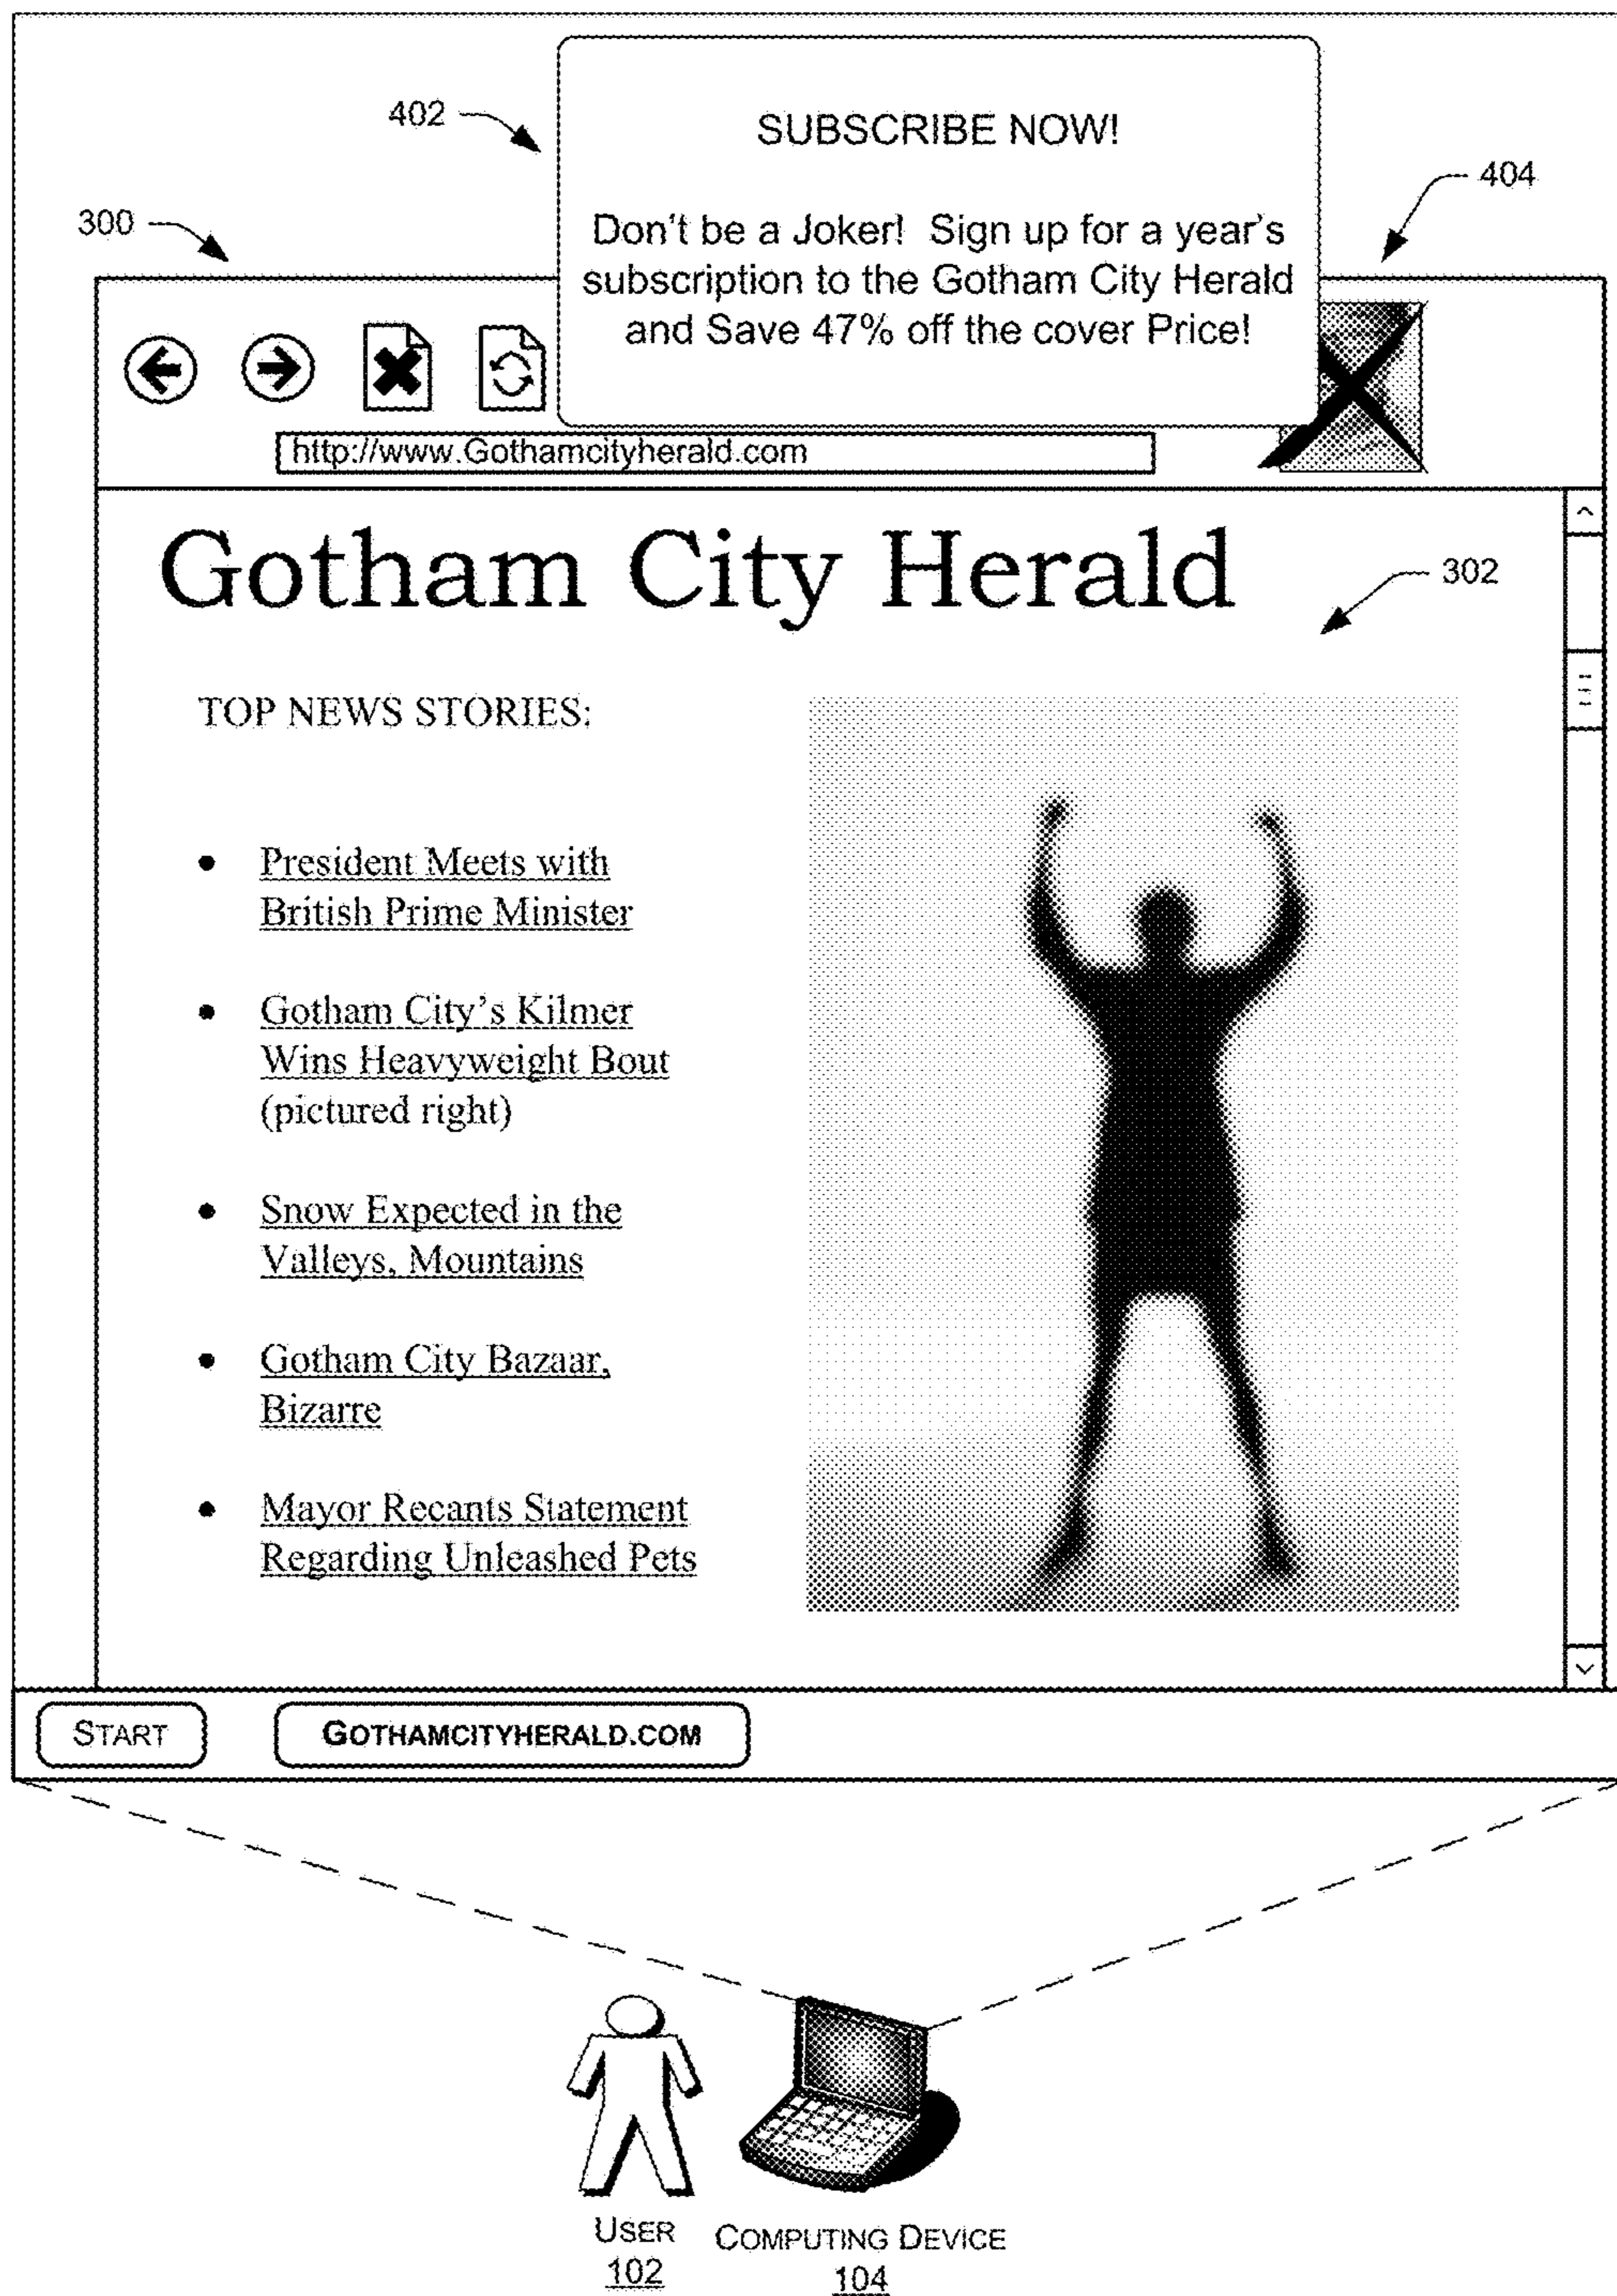 402
SUBSCRIBE NOW!
404
300
Don't be a Joker! Sign up for a year's
subscription to the Gotham City Herald
and Save 47% off the cover Price!
http://www.Gothamcityherald.com
Gotham City Herald
302
TOP NEWS STORIES:
• President Meets with
British Prime Minister
• Gotham City's Kilmer
Wins Heavyweight Bout
(pictured right)
• Snow Expected in the
Valleys, Mountains
• Gotham City Bazaar,
Bizarre
• Mayor Recants Statement
Regarding Unleashed Pets
START
GOTHAMCITYHERALD.COM
USER
102
COMPUTING DEVICE
104